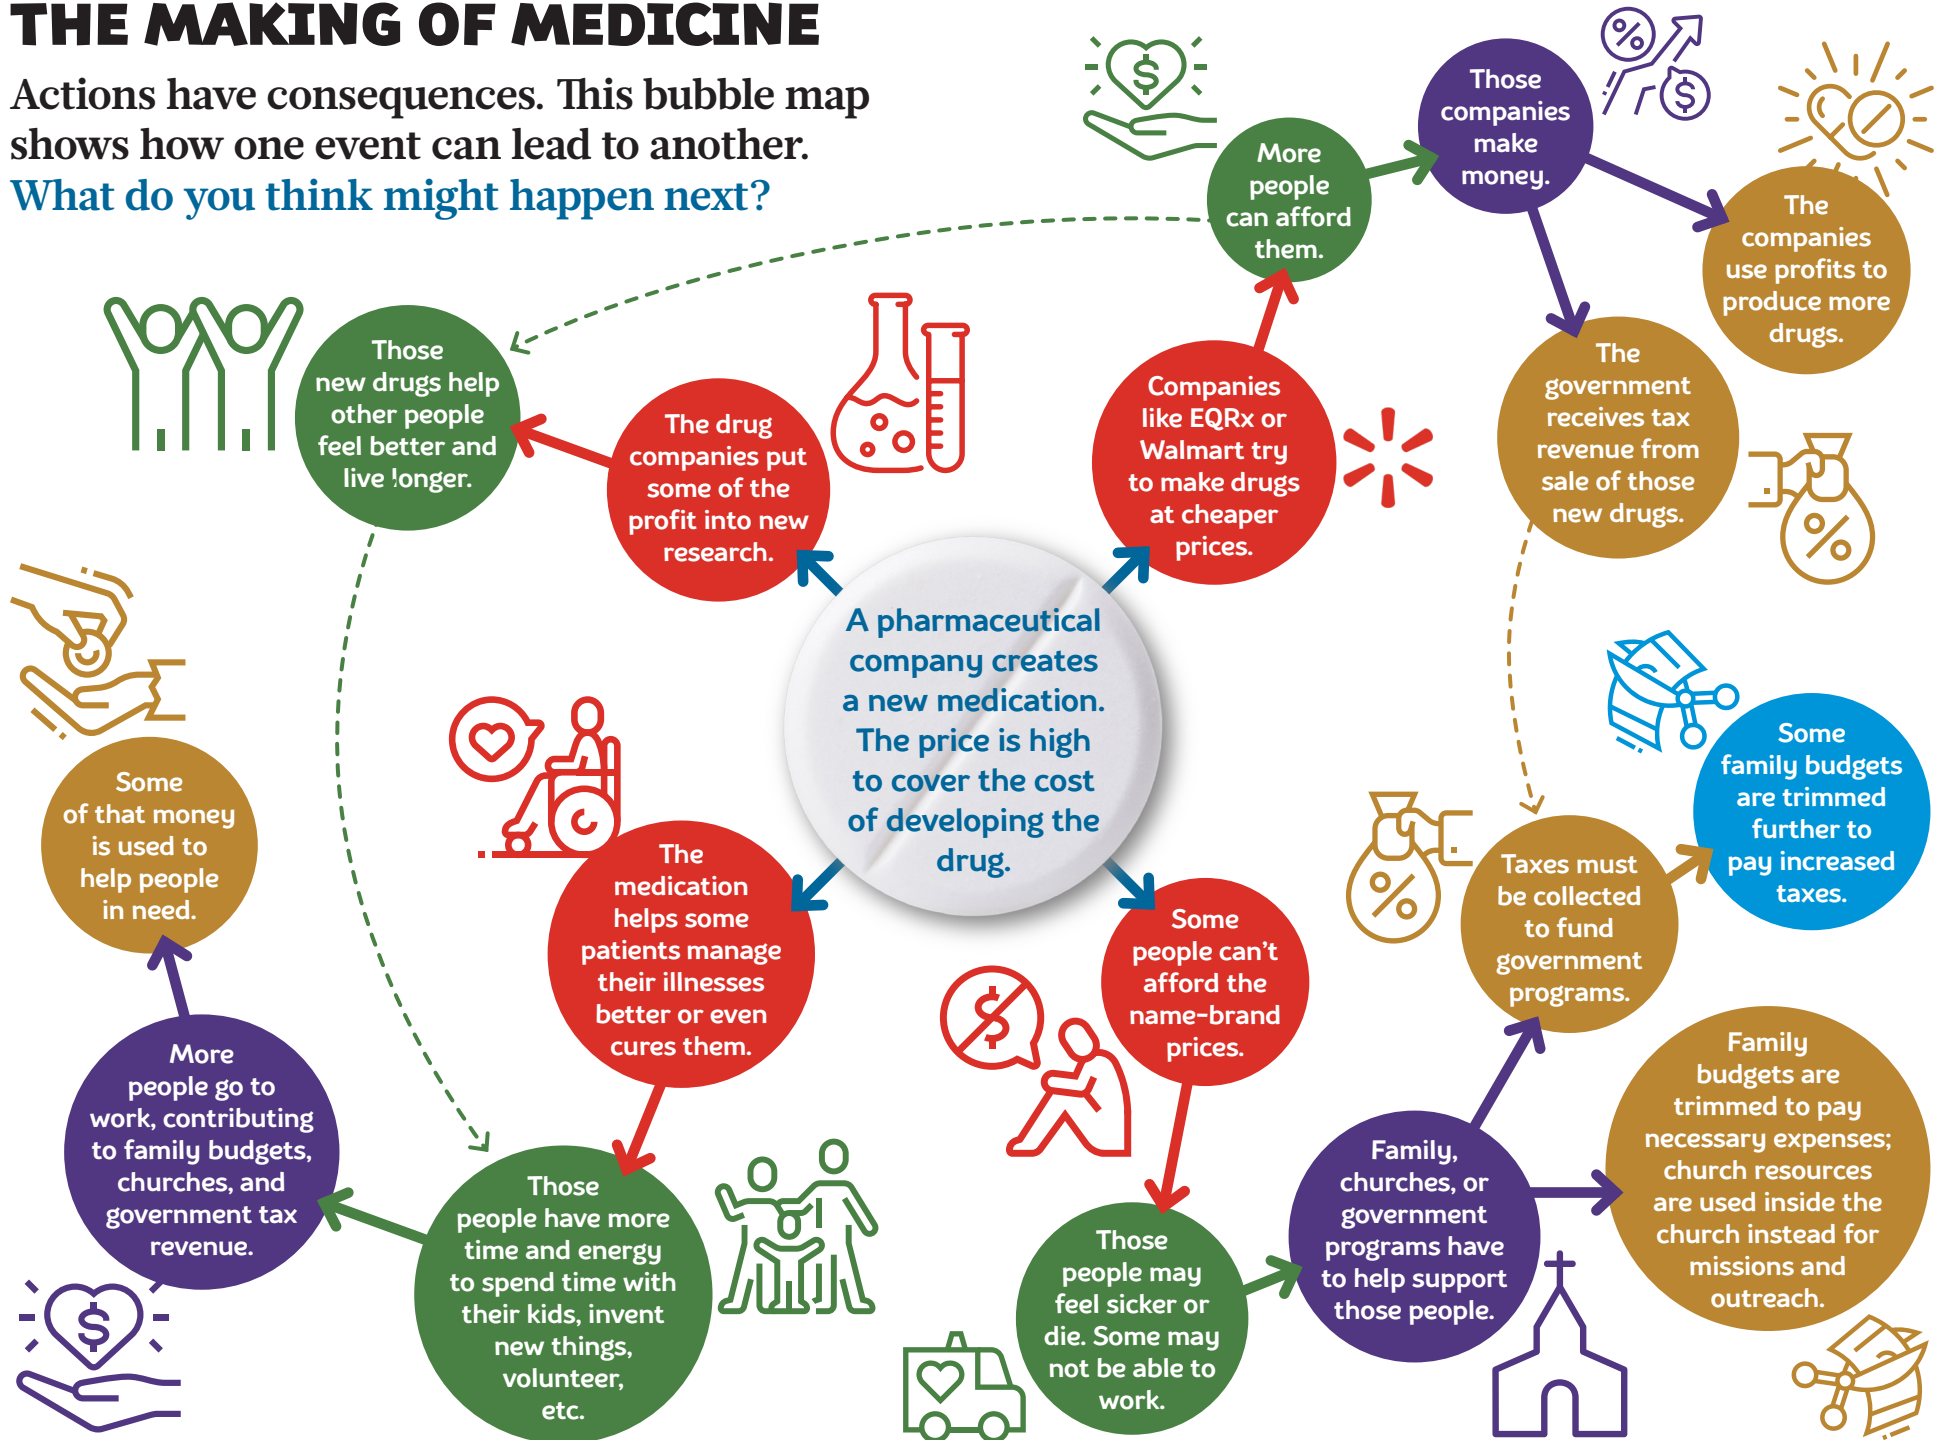 THE MAKING OF MEDICINE
Actions have consequences. This bubble map
shows how one event can lead to another.
What do you think might happen next?
A pharmaceutical
company creates
a new medication.
The price is high
to cover the cost
of developing the
drug.
The drug
companies put
some of the
profit into new
research.
Those
new drugs help
other people
feel better and
live longer.
Companies
like EQRx or
Walmart try
to make drugs
at cheaper
prices.
More
people
can afford
them.
Those
companies
make
money.
The
companies
use profits to
produce more
drugs.
The
government
receives tax
revenue from
sale of those
new drugs.
The
medication
helps some
patients manage
their illnesses
better or even
cures them.
Those
people have more
time and energy
to spend time with
their kids, invent
new things,
volunteer,
etc.
More
people go to
work, contributing
to family budgets,
churches, and
government tax
revenue.
Some
of that money
is used to
help people
in need.
Some
people can't
afford the
name-brand
prices.
Those
people may
feel sicker or
die. Some may
not be able to
work.
Family,
churches, or
government
programs have
to help support
those people.
Taxes must
be collected
to fund
government
programs.
Some
family budgets
are trimmed
further to
pay increased
taxes.
Family
budgets are
trimmed to pay
necessary expenses;
church resources
are used inside the
church instead for
missions and
outreach.